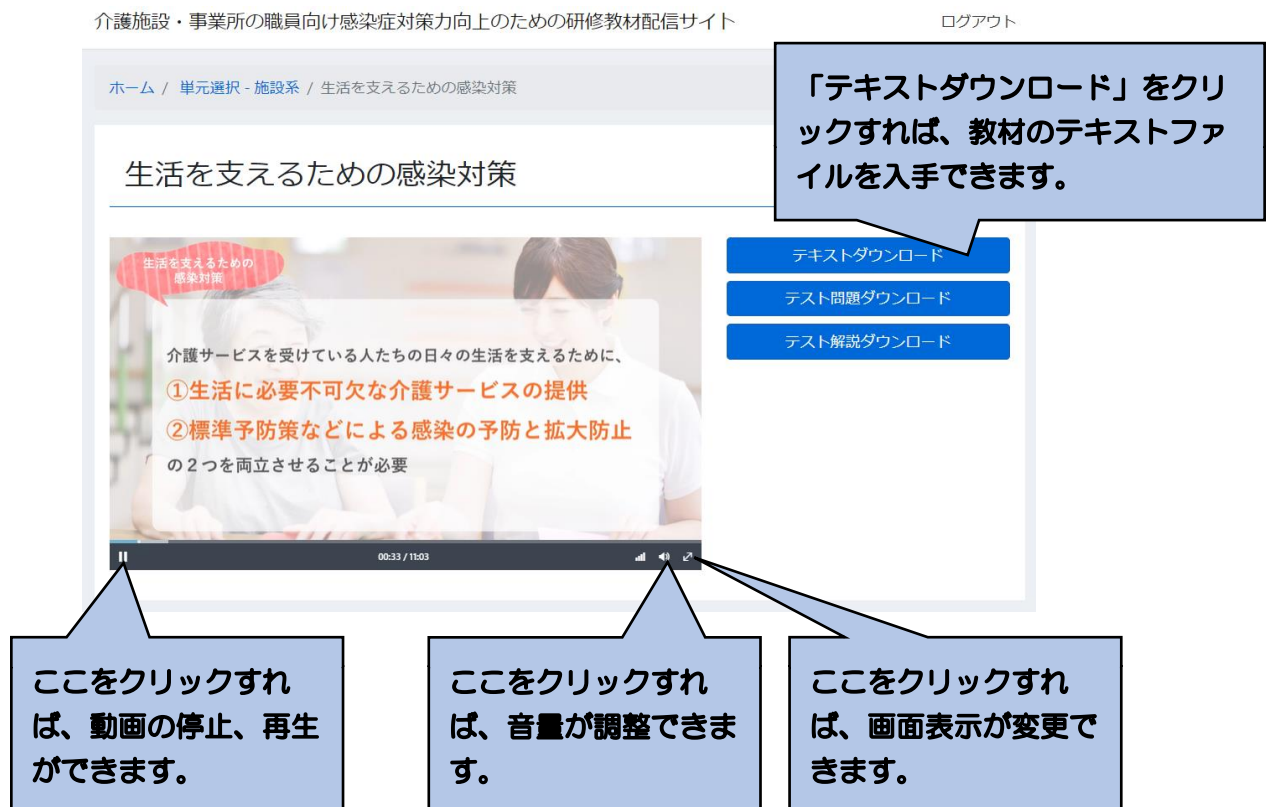 介護施設・事業所の職員向け感染症対策力向上のための研修教材配信サイト
ログアウト
ホーム / 単元選択 - 施設系 / 生活を支えるための感染対策
「テキストダウンロード」をクリ
ックすれば、教材のテキストファ
イルを入手できます。
生活を支えるための感染対策
生活を支えるための
感染対策
介護サービスを受けている人たちの日々の生活を支えるために、
①生活に必要不可欠な介護サービスの提供
②標準予防策などによる感染の予防と拡大防止
の２つを両立させることが必要
00:33 / 11:03
テキストダウンロード
テスト問題ダウンロード
テスト解説ダウンロード
ここをクリックすれ
ば、動画の停止、再生
ができます。
ここをクリックすれ
ば、音量が調整できま
す。
ここをクリックすれ
ば、画面表示が変更で
きます。